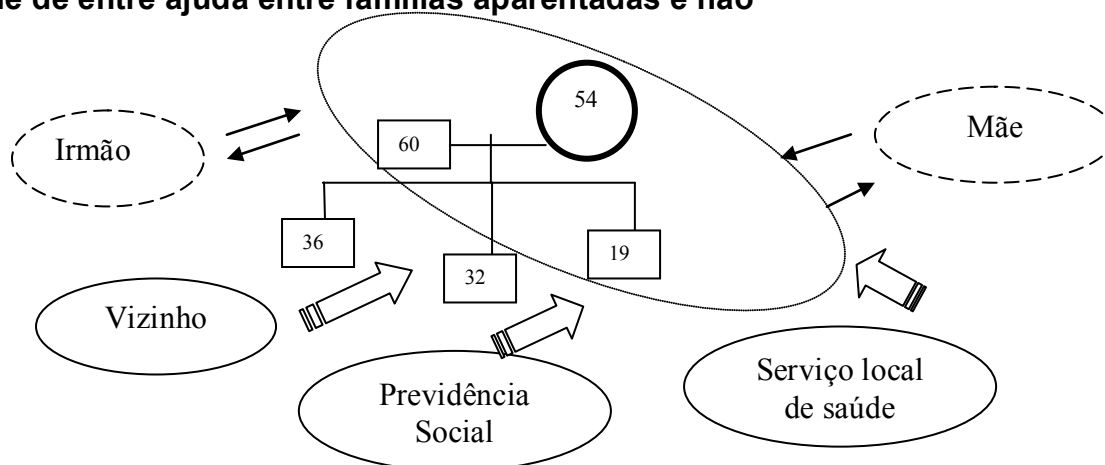 de entre ajuda entre famílias aparentadas e não
54
Irmão
Mãe
60
36
32
19
Vizinho
Previdência
Social
Serviço local
de saúde